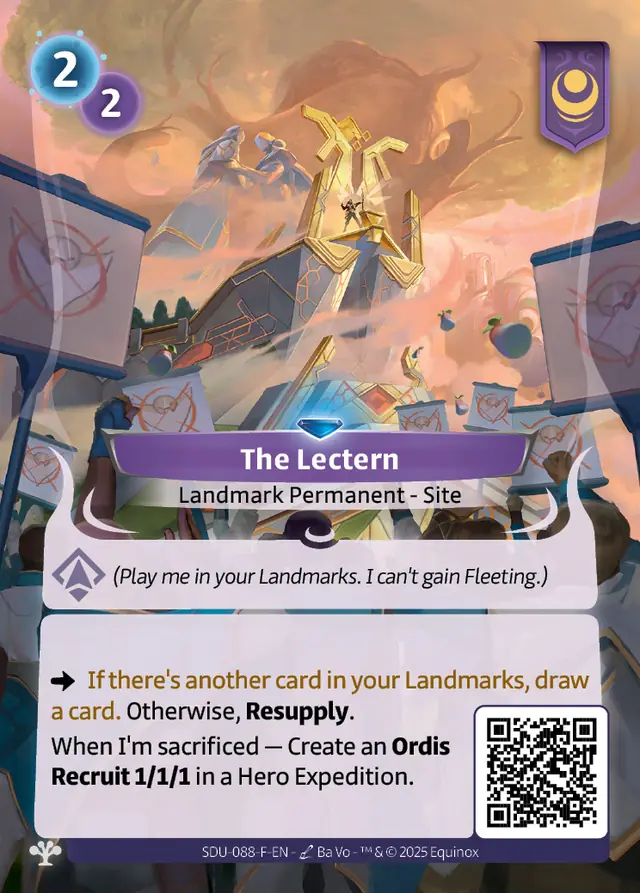 2
2
The Lectern
Landmark Permanent - Site
(Play me in your Landmarks. I can't gain Fleeting.)
If there's another card in your Landmarks, draw
a card. Otherwise, Resupply.
When I'm sacrificed — Create an Ordis
Recruit 1/1/1 in a Hero Expedition.
SDU-088-F-EN - Ba Vo - ™ & © 2025 Equinox